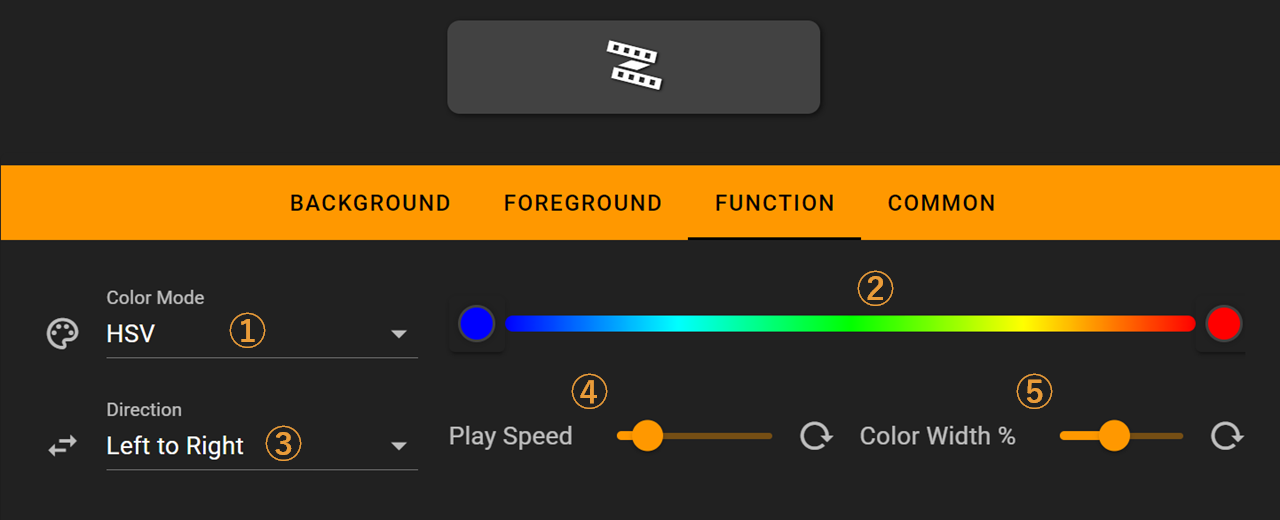 BACKGROUND FOREGROUND FUNCTION COMMON
Color Mode
HSV ①
②
Direction
Left to Right ③
④ ⑤
Play Speed Color Width %